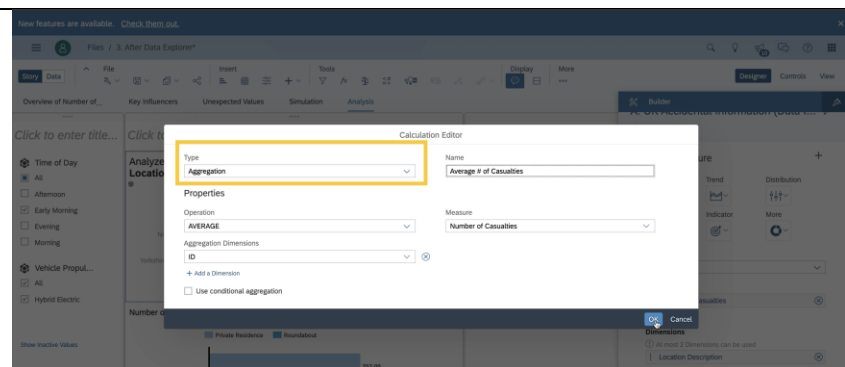 New features are available. Check them out.
Files / 3. After Data Explorer*
File
Insert
Tools
Display
More
Story
Data
Designer
Controls
View
Overview of Number of_
Key Influencers
Unexpected Values
Simulation
Analysis
Builder
Click to enter title...
Click to
Calculation Editor
Type
Aggregation
Name
Average # of Casualties
Properties
Operation
AVERAGE
Measure
Number of Casualties
Aggregation Dimensions
ID
+ Add a Dimension
Use conditional aggregation
OK
Cancel
Time of Day
All
Afternoon
Early Morning
Evening
Morning
Vehicle Propul...
All
Hybrid Electric
Show Inactive Values
Analyze
Locatio
Number o
Private Residence
Roundabout
Trend
Distribution
Indicator
More
Dimensions
At most 2 Dimensions can be used
Location Description